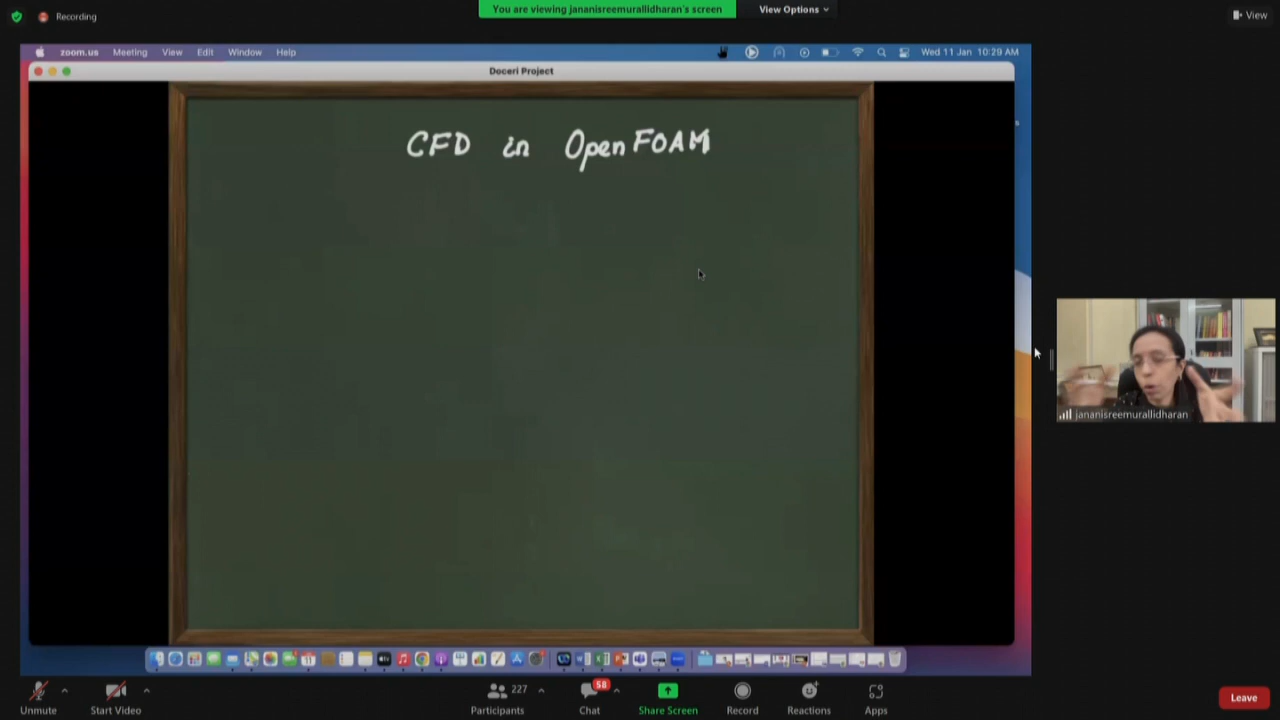 Recording
You are viewing jananisreemurallidharan's screen
View Options
View
zoom.us Meeting View Edit Window Help
Wed 11 Jan 10:29 AM
Doceri Project
CFD in OpenFOAM
jananisreemurallidharan
Unmute
Start Video
227
Participants
58
Chat
Share Screen
Record
Reactions
Apps
Leave